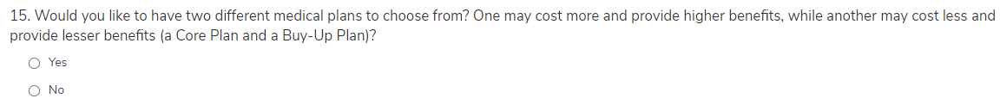 15. Would you like to have two different medical plans to choose from? One may cost more and provide higher benefits, while another may cost less and
provide lesser benefits (a Core Plan and a Buy-Up Plan)?
Yes
No